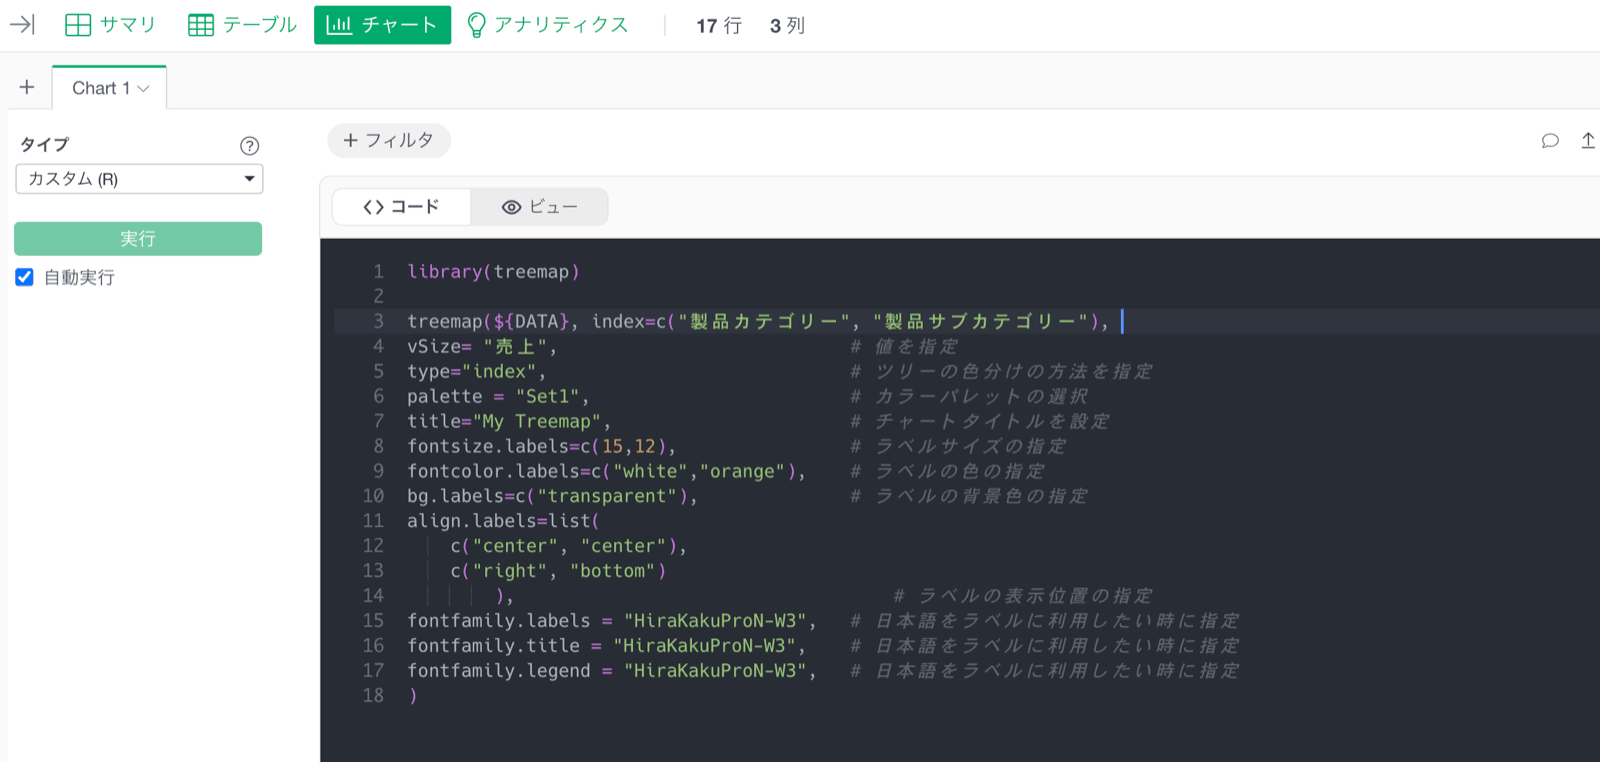 サマリ テーブル チャート アナリティクス 17 行 3 列
+ Chart 1
タイプ ?
カスタム (R)
実行
自動実行
+ フィルタ
<> コード ビュー
1 library(treemap)
2
3 treemap(${DATA}, index=c("製品カテゴリー", "製品サブカテゴリー"),
4 vSize= "売上", # 値を指定
5 type="index", # ツリーの色分けの方法を指定
6 palette = "Set1", # カラーパレットの選択
7 title="My Treemap", # チャートタイトルを設定
8 fontsize.labels=c(15,12), # ラベルサイズの指定
9 fontcolor.labels=c("white","orange"), # ラベルの色の指定
10 bg.labels=c("transparent"), # ラベルの背景色の指定
11 align.labels=list(
12 c("center", "center"),
13 c("right", "bottom")
14 ), # ラベルの表示位置の指定
15 fontfamily.labels = "HiraKakuProN-W3", # 日本語をラベルに利用したい時に指定
16 fontfamily.title = "HiraKakuProN-W3", # 日本語をラベルに利用したい時に指定
17 fontfamily.legend = "HiraKakuProN-W3", # 日本語をラベルに利用したい時に指定
18 )